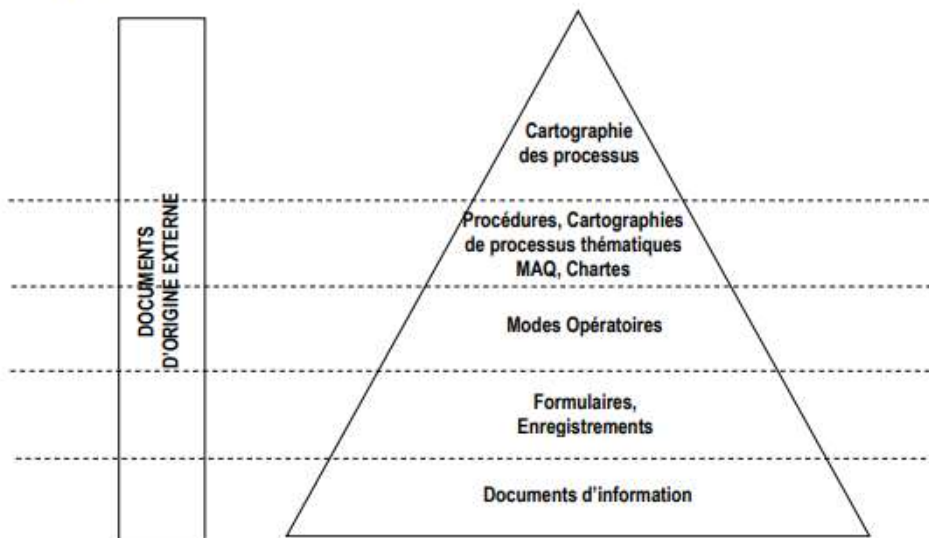 Cartographie
des processus
Procédures, Cartographies
de processus thématiques
MAQ, Chartes
DOCUMENTS
D'ORIGINE EXTERNE
Modes Opératoires
Formulaires,
Enregistrements
Documents d'information